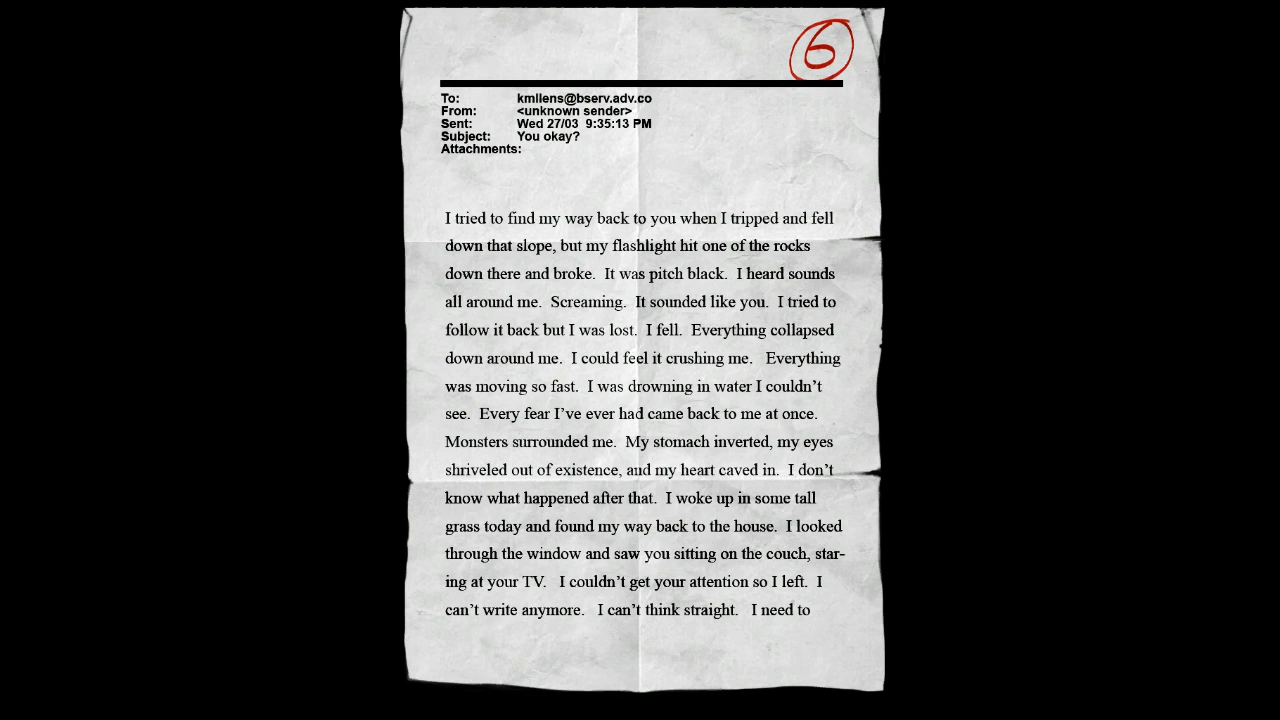 6
To: kmllens@bserv.adv.co
From: <unknown sender>
Sent: Wed 27/03 9:35:13 PM
Subject: You okay?
Attachments:
I tried to find my way back to you when I tripped and fell
down that slope, but my flashlight hit one of the rocks
down there and broke.  It was pitch black.  I heard sounds
all around me.  Screaming.  It sounded like you.  I tried to
follow it back but I was lost.  I fell.  Everything collapsed
down around me.  I could feel it crushing me.   Everything
was moving so fast.  I was drowning in water I couldn’t
see.  Every fear I’ve ever had came back to me at once.
Monsters surrounded me.  My stomach inverted, my eyes
shriveled out of existence, and my heart caved in.  I don’t
know what happened after that.  I woke up in some tall
grass today and found my way back to the house.  I looked
through the window and saw you sitting on the couch, star-
ing at your TV.   I couldn’t get your attention so I left.  I
can’t write anymore.   I can’t think straight.   I need to